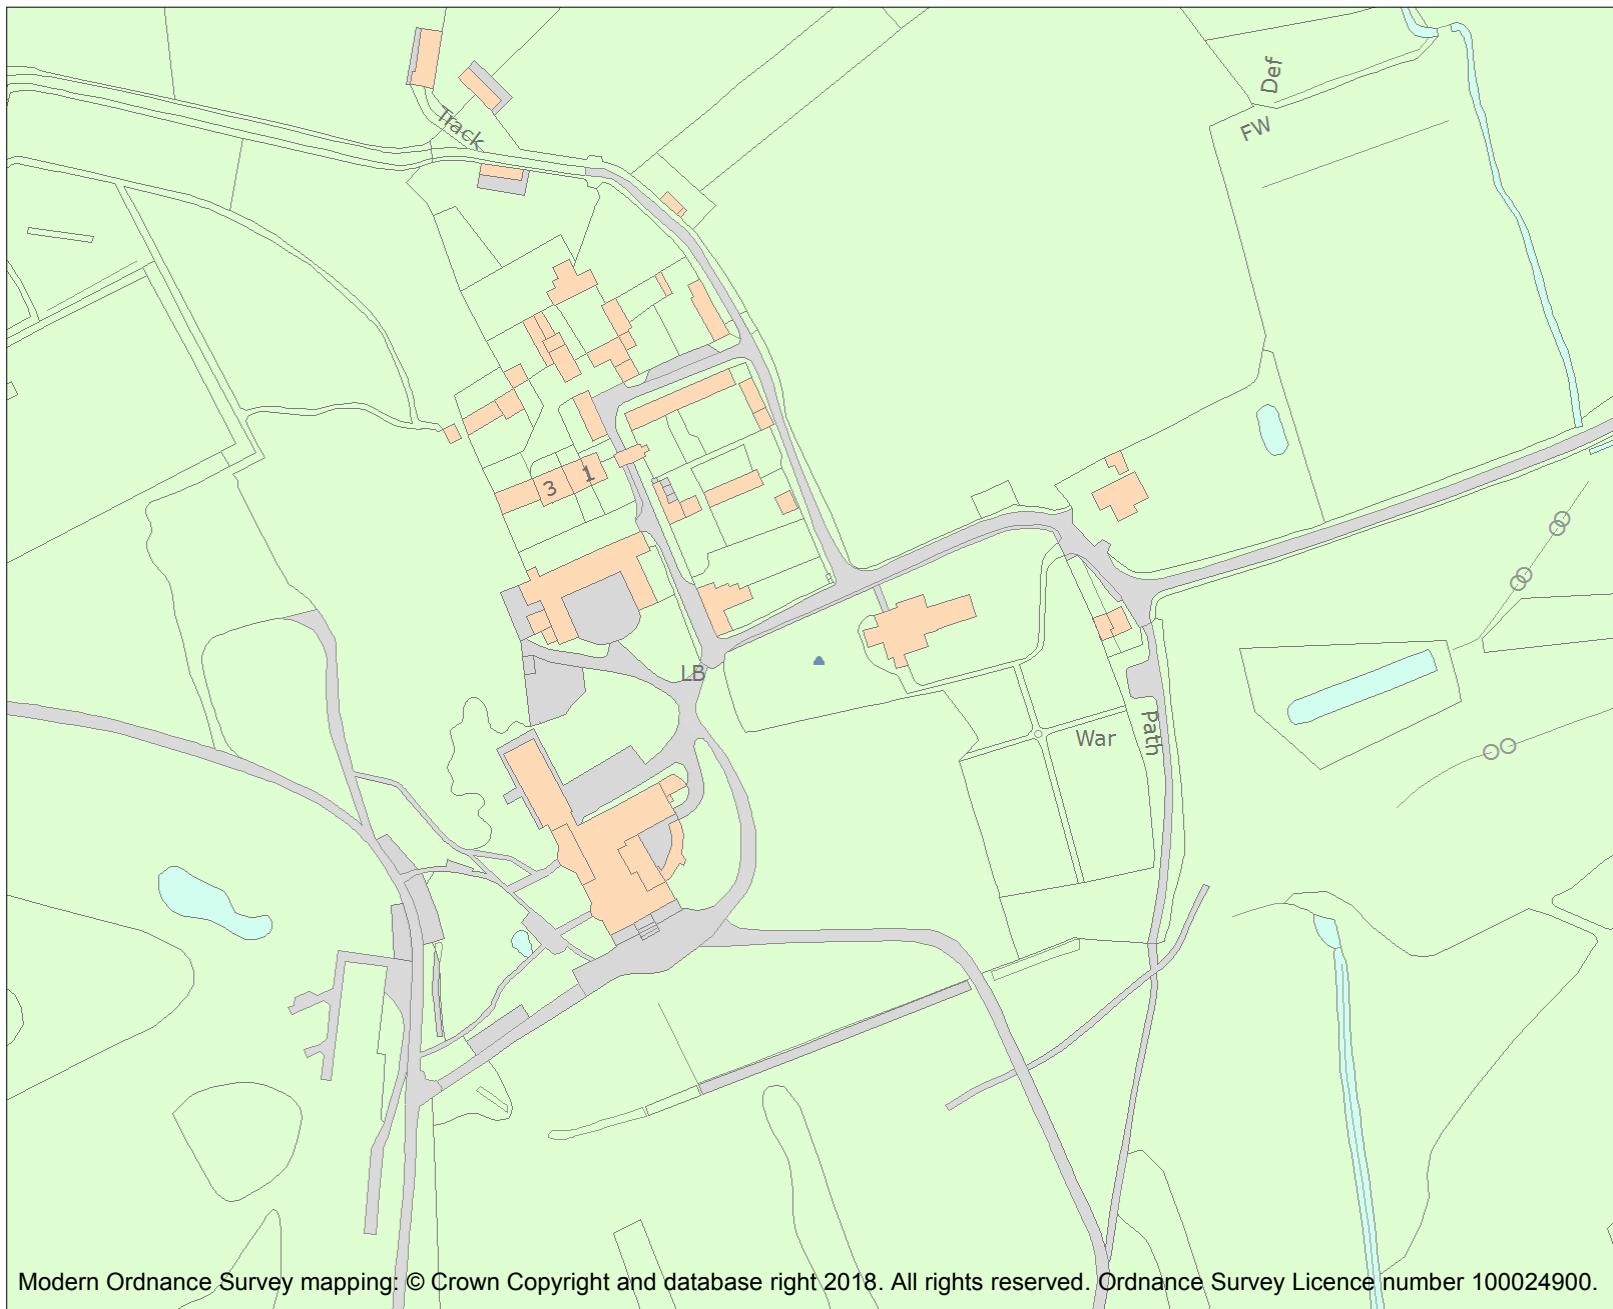 Def
FW
Track
1
3
LB
Path
War
Modern Ordnance Survey mapping: © Crown Copyright and database right 2018. All rights reserved. Ordnance Survey Licence number 100024900.